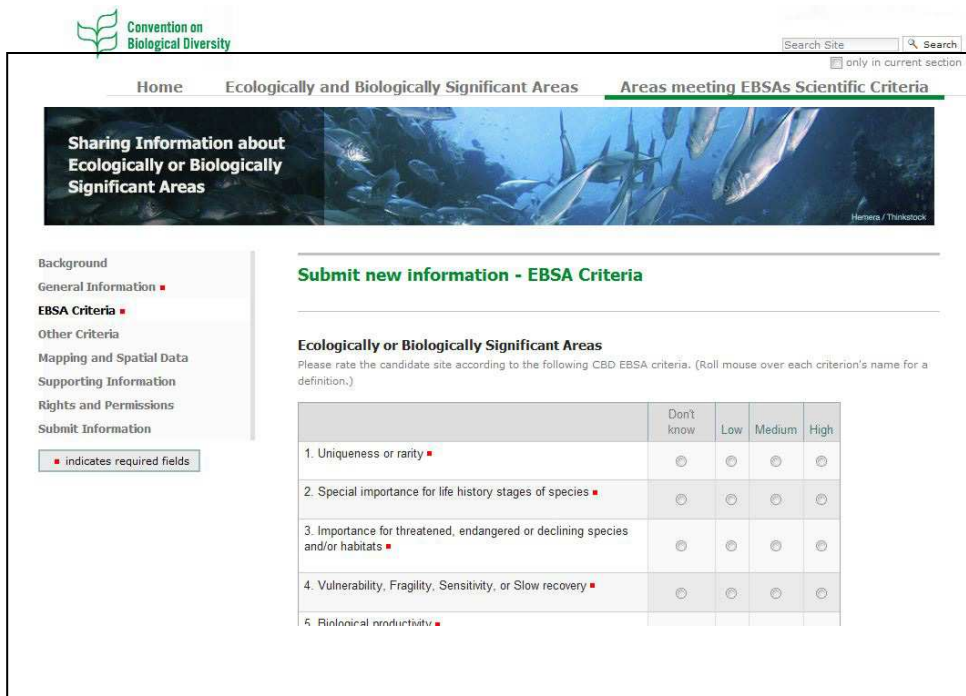 Convention on
Biological Diversity
Search Site
Search
only in current section
Home
Ecologically and Biologically Significant Areas
Areas meeting EBSAs Scientific Criteria
Sharing Information about
Ecologically or Biologically
Significant Areas
Hemera / Thinkstock
Background
General Information
EBSA Criteria
Other Criteria
Mapping and Spatial Data
Supporting Information
Rights and Permissions
Submit Information
indicates required fields
Submit new information - EBSA Criteria
Ecologically or Biologically Significant Areas
Please rate the candidate site according to the following CBD EBSA criteria. (Roll mouse over each criterion's name for a
definition.)
Don't
know
Low
Medium
High
1. Uniqueness or rarity
2. Special importance for life history stages of species
3. Importance for threatened, endangered or declining species
and/or habitats
4. Vulnerability, Fragility, Sensitivity, or Slow recovery
5. Biological productivity